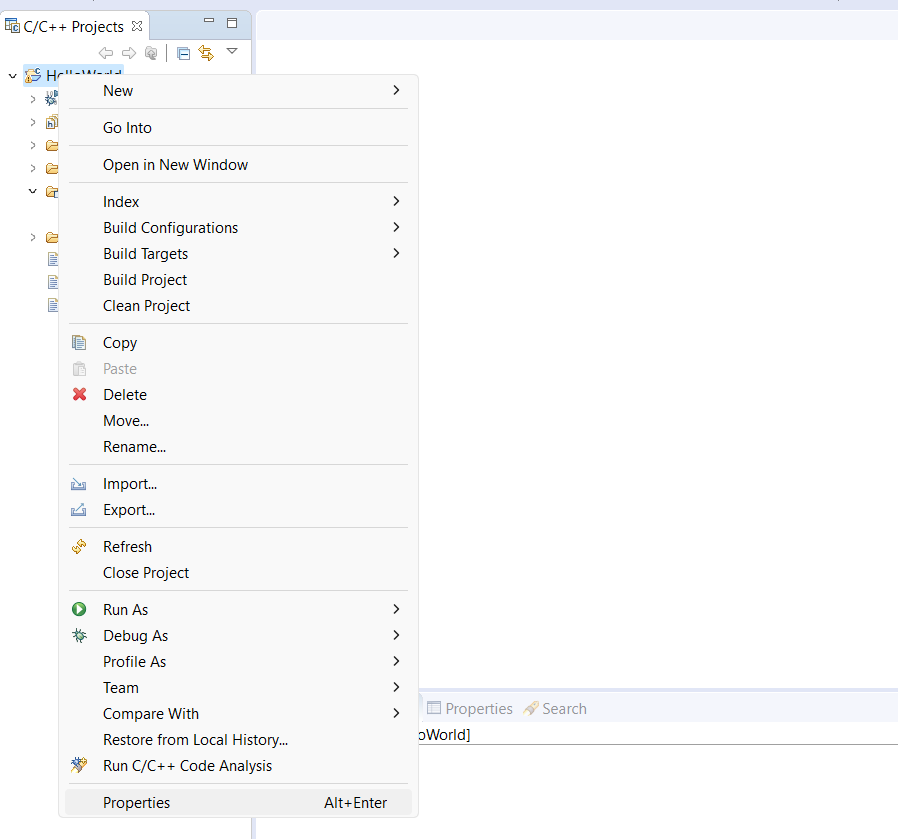 C/C++ Projects
HelloWorld
New
Go Into
Open in New Window
Index
Build Configurations
Build Targets
Build Project
Clean Project
Copy
Paste
Delete
Move...
Rename...
Import...
Export...
Refresh
Close Project
Run As
Debug As
Profile As
Team
Compare With
Restore from Local History...
Run C/C++ Code Analysis
Properties Alt+Enter
Properties Search
oWorld]